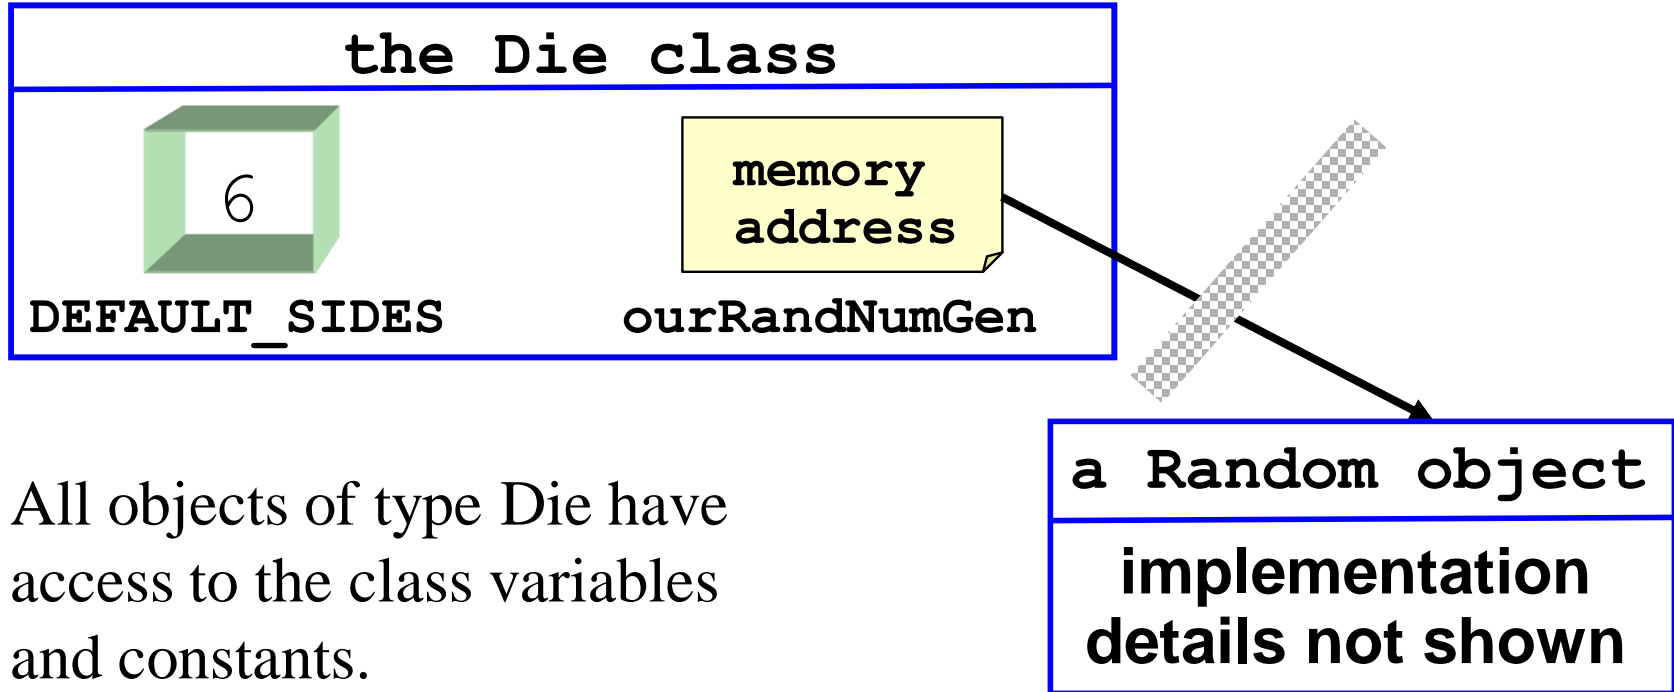 the Die class
6
memory
address
DEFAULT_SIDES
ourRandNumGen
a Random object
implementation
details not shown
All objects of type Die have
access to the class variables
and constants.